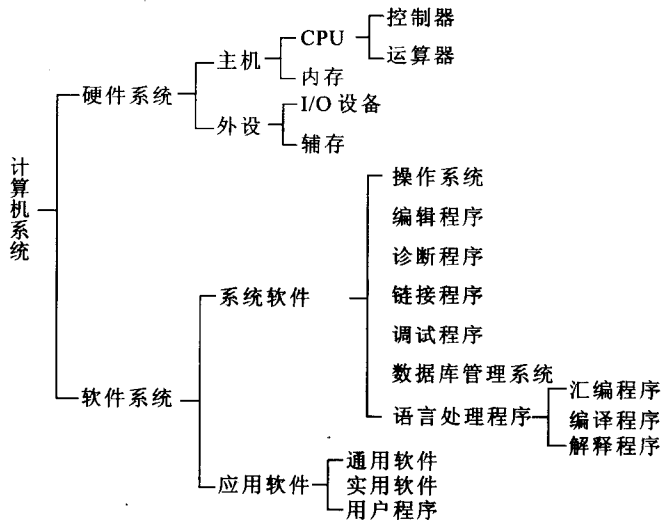 控制器
CPU
运算器
主机
内存
硬件系统
I/O 设备
外设
辅存
计算机系统
操作系统
编辑程序
诊断程序
系统软件
链接程序
调试程序
数据库管理系统
汇编程序
软件系统
语言处理程序
编译程序
解释程序
通用软件
应用软件
实用软件
用户程序